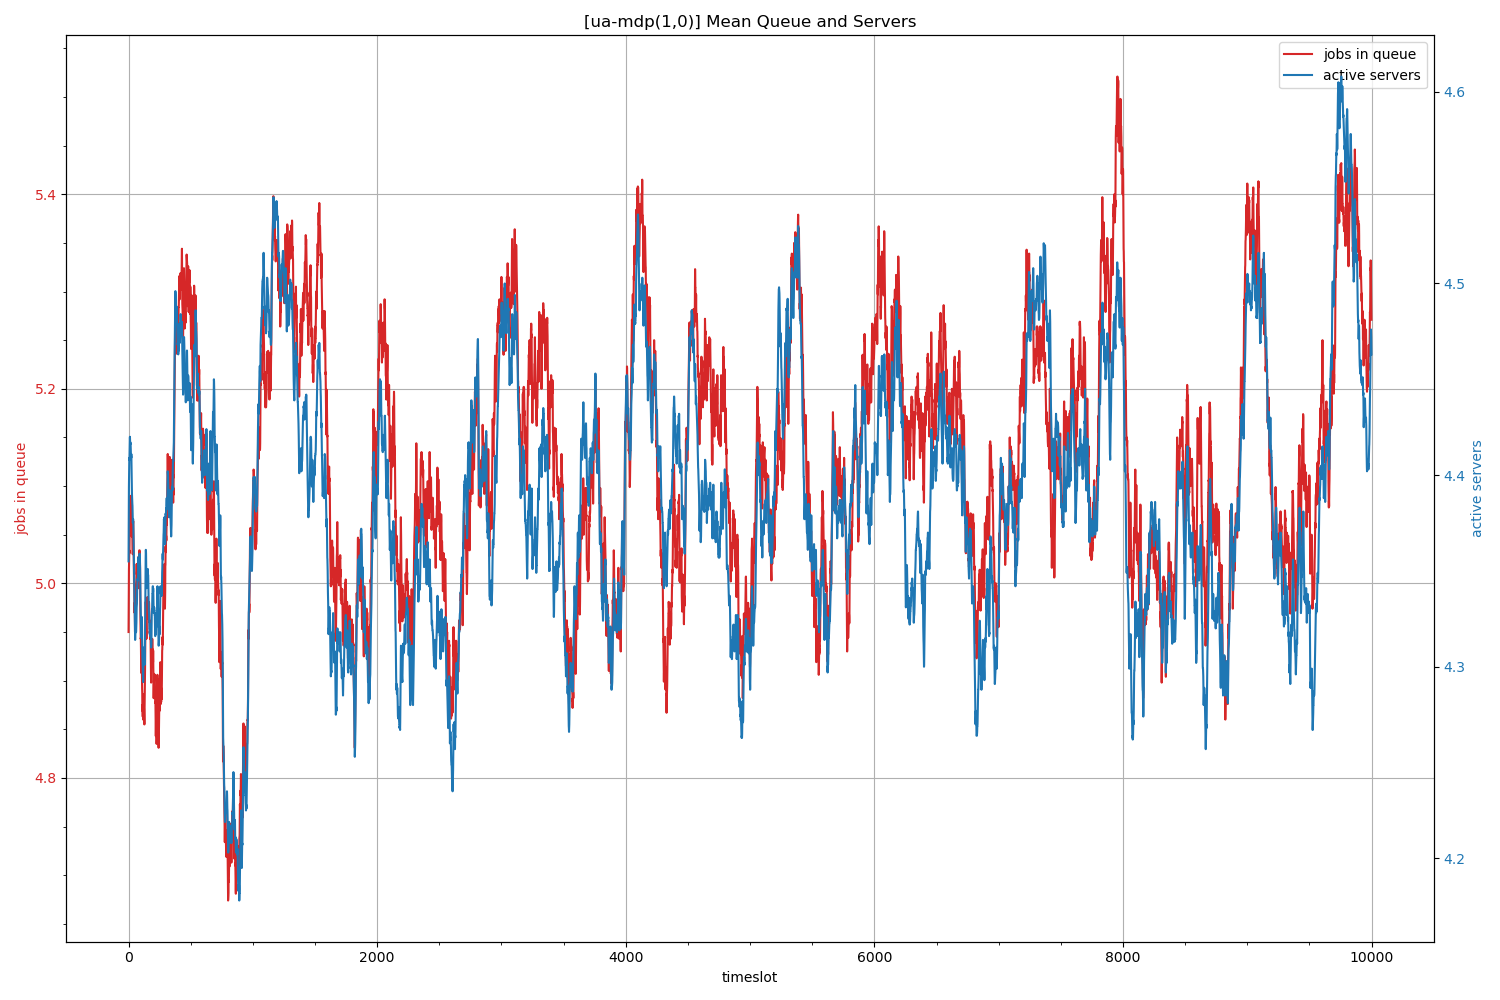 [ua-mdp(1,0)] Mean Queue and Servers
jobs in queue
active servers
5.4
5.2
5.0
4.8
jobs in queue
4.6
4.5
4.4
4.3
4.2
active servers
0
2000
4000
6000
8000
10000
timeslot